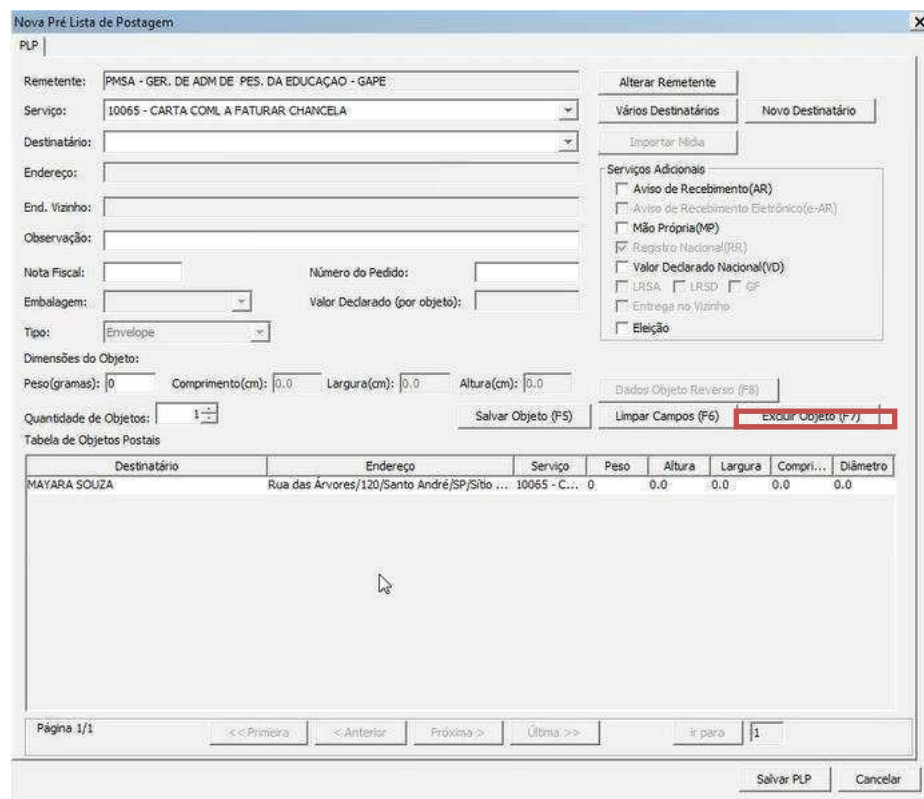 Nova Pré Lista de Postagem
PLP
Remetente: PMSA - GER. DE ADM DE PES. DA EDUCAÇAO - GAPE Alterar Remetente
Serviço: 10065 - CARTA COML A FATURAR CHANCELA Vários Destinatários Novo Destinatário
Destinatário: Importar Midia
Endereço: Serviços Adicionais
Aviso de Recebimento(AR)
End. Vizinho: Aviso de Recebimento Eletrônico(e-AR)
Mão Própria(MP)
Observação: Registro Nacional(RR)
Nota Fiscal: Número do Pedido: Valor Declarado Nacional(VD)
LRSA LRSD GF
Embalagem: Valor Declarado (por objeto): Entrega no Vizinho
Tipo: Envelope Eleição
Dimensões do Objeto:
Peso(gramas): 0 Comprimento(cm): 0.0 Largura(cm): 0.0 Altura(cm): 0.0 Dados Objeto Reverso (F8)
Quantidade de Objetos: 1 Salvar Objeto (F5) Limpar Campos (F6) Excluir Objeto (F7)
Tabela de Objetos Postais
Destinatário Endereço Serviço Peso Altura Largura Compri... Diâmetro
MAYARA SOUZA Rua das Árvores/120/Santo André/SP/Sítio ... 10065 - C... 0 0.0 0.0 0.0 0.0
Página 1/1 << Primeira < Anterior Próxima > Última >> ir para 1
Salvar PLP Cancelar